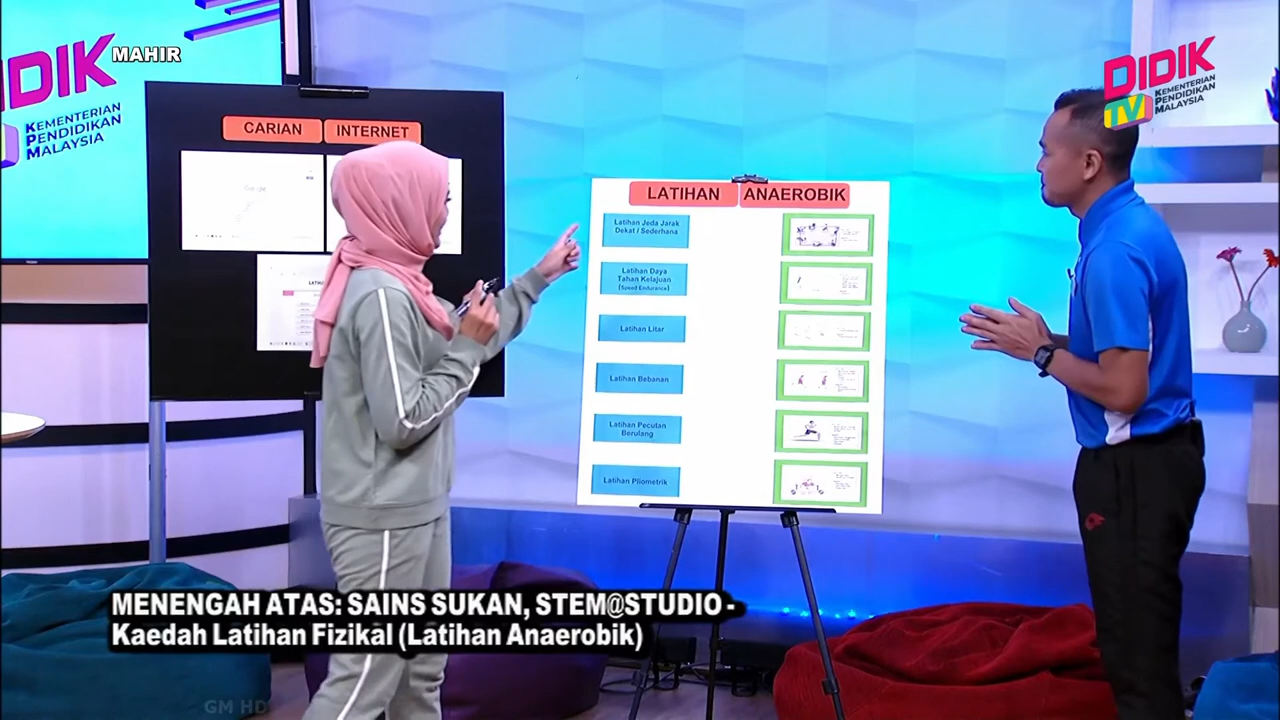 DIDIK
MAHIR
KEMENTERIAN
PENDIDIKAN
MALAYSIA
DIDIK
TV
KEMENTERIAN
PENDIDIKAN
MALAYSIA
CARIAN INTERNET
Google
LATIHAN ANAEROBIK
Latihan Jeda Jarak
Dekat / Sederhana
Latihan Daya
Tahan Kelajuan
(Speed Endurance)
Latihan Litar
Latihan Bebanan
Latihan Pecutan
Berulang
Latihan Pliometrik
MENENGAH ATAS: SAINS SUKAN, STEM@STUDIO -
Kaedah Latihan Fizikal (Latihan Anaerobik)
GM HD